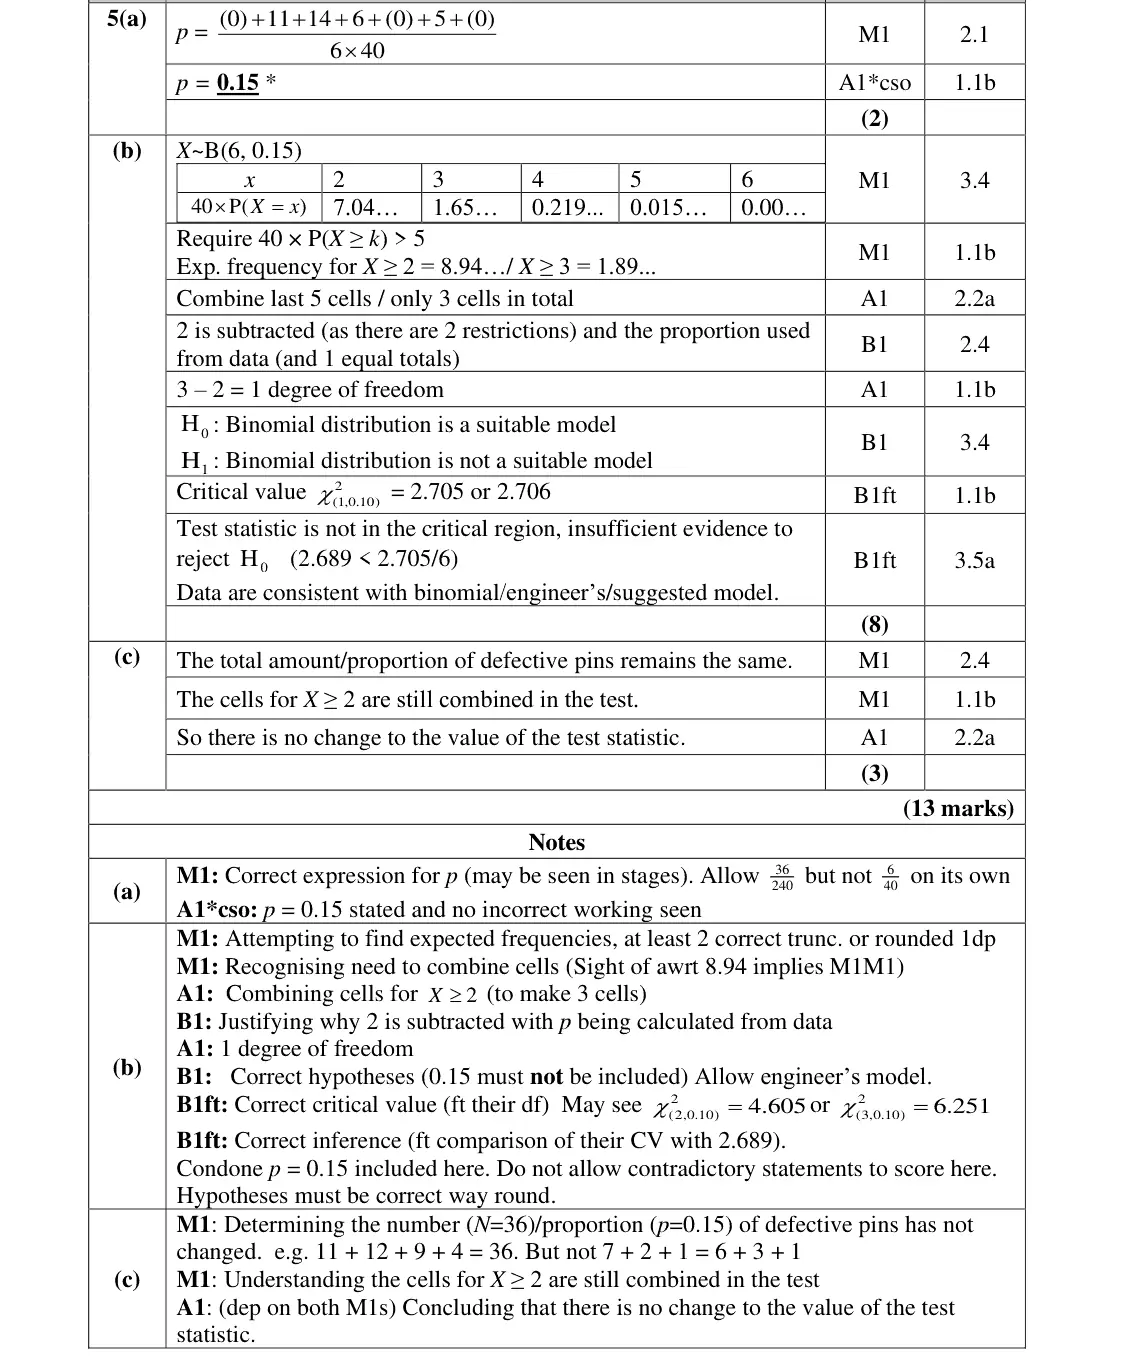 5(a)
p = (0)+11+14+6+(0)+5+(0) / 6×40
M1
2.1
p = 0.15 *
A1*cso
1.1b
(2)
(b)
X~B(6, 0.15)
x 2 3 4 5 6
40×P(X = x) 7.04… 1.65… 0.219... 0.015… 0.00…
M1
3.4
Require 40 × P(X ≥ k) > 5
Exp. frequency for X ≥ 2 = 8.94…/ X ≥ 3 = 1.89...
M1
1.1b
Combine last 5 cells / only 3 cells in total
A1
2.2a
2 is subtracted (as there are 2 restrictions) and the proportion used
from data (and 1 equal totals)
B1
2.4
3 – 2 = 1 degree of freedom
A1
1.1b
H₀ : Binomial distribution is a suitable model
H₁ : Binomial distribution is not a suitable model
B1
3.4
Critical value χ²(1,0.10) = 2.705 or 2.706
B1ft
1.1b
Test statistic is not in the critical region, insufficient evidence to
reject H₀ (2.689 < 2.705/6)
Data are consistent with binomial/engineer’s/suggested model.
B1ft
3.5a
(8)
(c)
The total amount/proportion of defective pins remains the same.
M1
2.4
The cells for X ≥ 2 are still combined in the test.
M1
1.1b
So there is no change to the value of the test statistic.
A1
2.2a
(3)
(13 marks)
Notes
(a)
M1: Correct expression for p (may be seen in stages). Allow 36/240 but not 6/40 on its own
A1*cso: p = 0.15 stated and no incorrect working seen
(b)
M1: Attempting to find expected frequencies, at least 2 correct trunc. or rounded 1dp
M1: Recognising need to combine cells (Sight of awrt 8.94 implies M1M1)
A1: Combining cells for X ≥ 2 (to make 3 cells)
B1: Justifying why 2 is subtracted with p being calculated from data
A1: 1 degree of freedom
B1: Correct hypotheses (0.15 must not be included) Allow engineer’s model.
B1ft: Correct critical value (ft their df) May see χ²(2,0.10) = 4.605 or χ²(3,0.10) = 6.251
B1ft: Correct inference (ft comparison of their CV with 2.689).
Condone p = 0.15 included here. Do not allow contradictory statements to score here.
Hypotheses must be correct way round.
(c)
M1: Determining the number (N=36)/proportion (p=0.15) of defective pins has not
changed. e.g. 11 + 12 + 9 + 4 = 36. But not 7 + 2 + 1 = 6 + 3 + 1
M1: Understanding the cells for X ≥ 2 are still combined in the test
A1: (dep on both M1s) Concluding that there is no change to the value of the test
statistic.